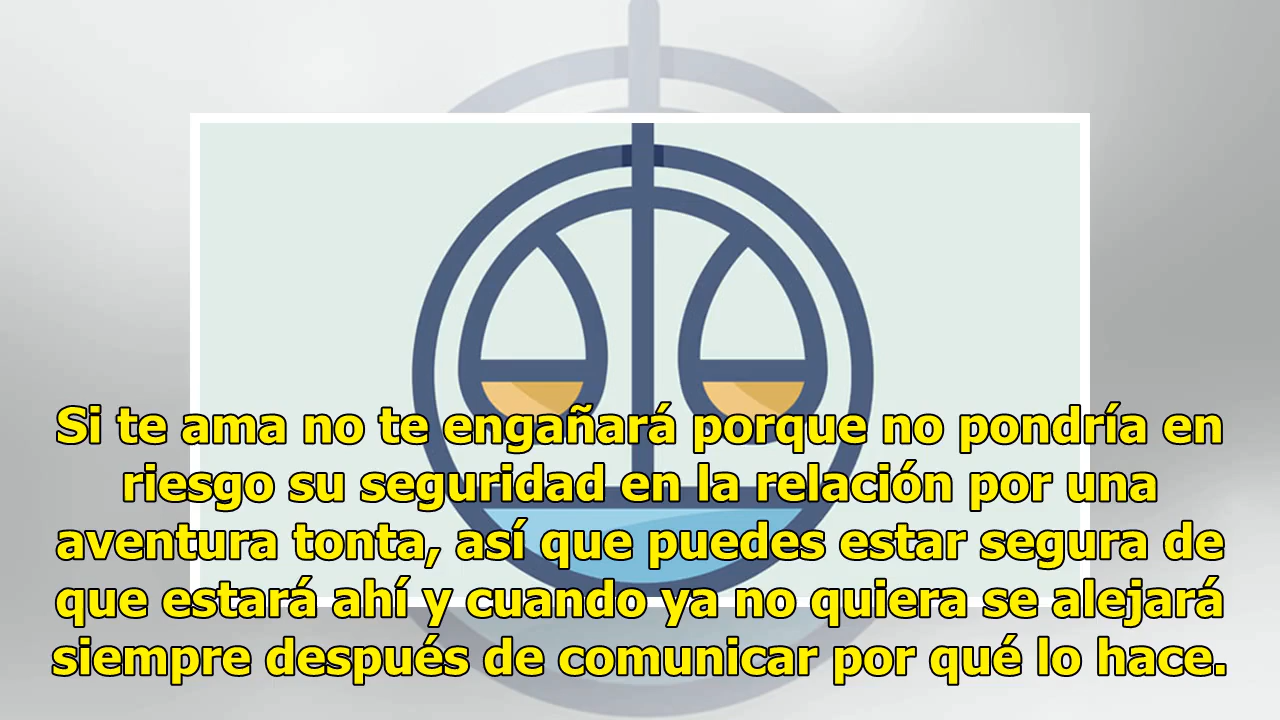 Si te ama no te engañará porque no pondría en
riesgo su seguridad en la relación por una
aventura tonta, así que puedes estar segura de
que estará ahí y cuando ya no quiera se alejará
siempre después de comunicar por qué lo hace.